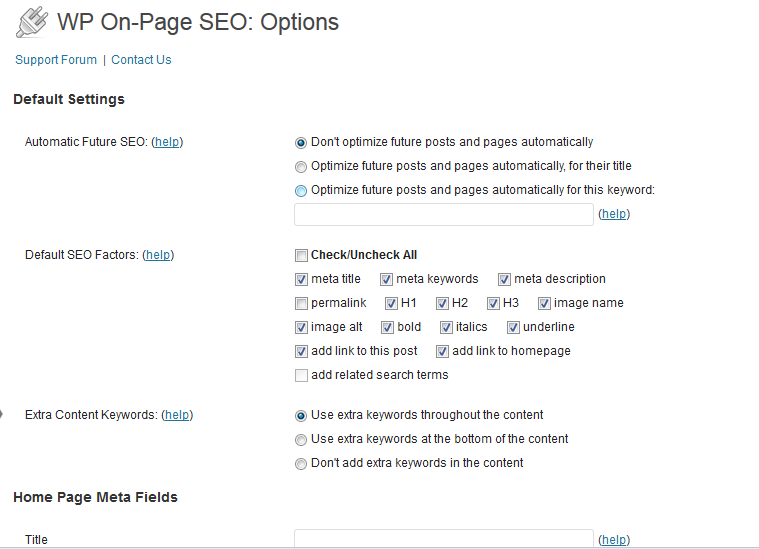 WP On-Page SEO: Options
Support Forum | Contact Us
Default Settings
Automatic Future SEO: (help)
Don't optimize future posts and pages automatically
Optimize future posts and pages automatically, for their title
Optimize future posts and pages automatically for this keyword:
(help)
Default SEO Factors: (help)
Check/Uncheck All
meta title meta keywords meta description
permalink H1 H2 H3 image name
image alt bold italics underline
add link to this post add link to homepage
add related search terms
Extra Content Keywords: (help)
Use extra keywords throughout the content
Use extra keywords at the bottom of the content
Don't add extra keywords in the content
Home Page Meta Fields
Title (help)